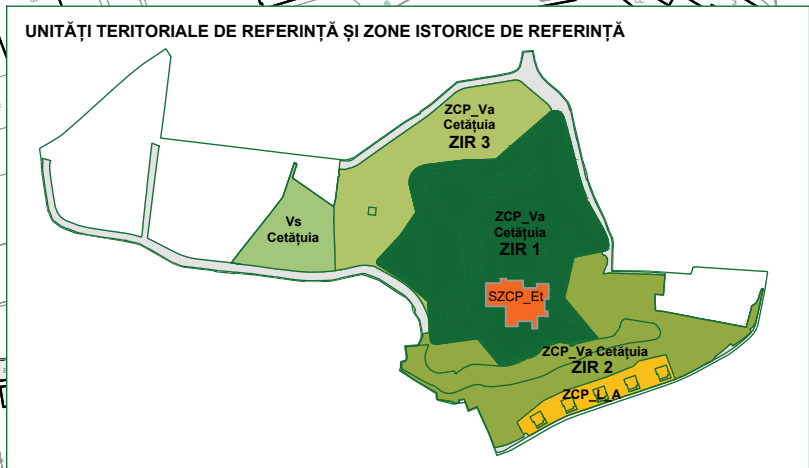 UNITĂȚI TERITORIALE DE REFERINȚĂ ȘI ZONE ISTORICE DE REFERINȚĂ
ZCP_Va
Cetățuia
ZIR 3
Vs
Cetățuia
ZCP_Va
Cetățuia
ZIR 1
SZCP_Et
ZCP_Va Cetățuia
ZIR 2
ZCP_L_A